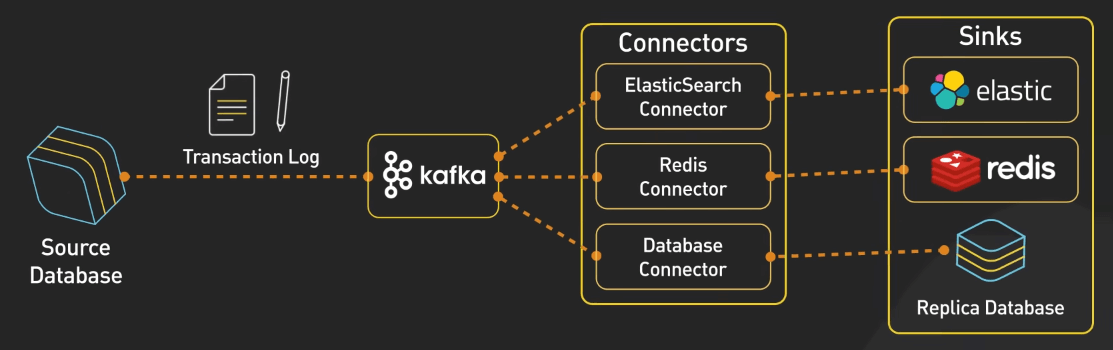 Transaction Log
Source
Database
kafka
Connectors
ElasticSearch
Connector
Redis
Connector
Database
Connector
Sinks
elastic
redis
Replica Database